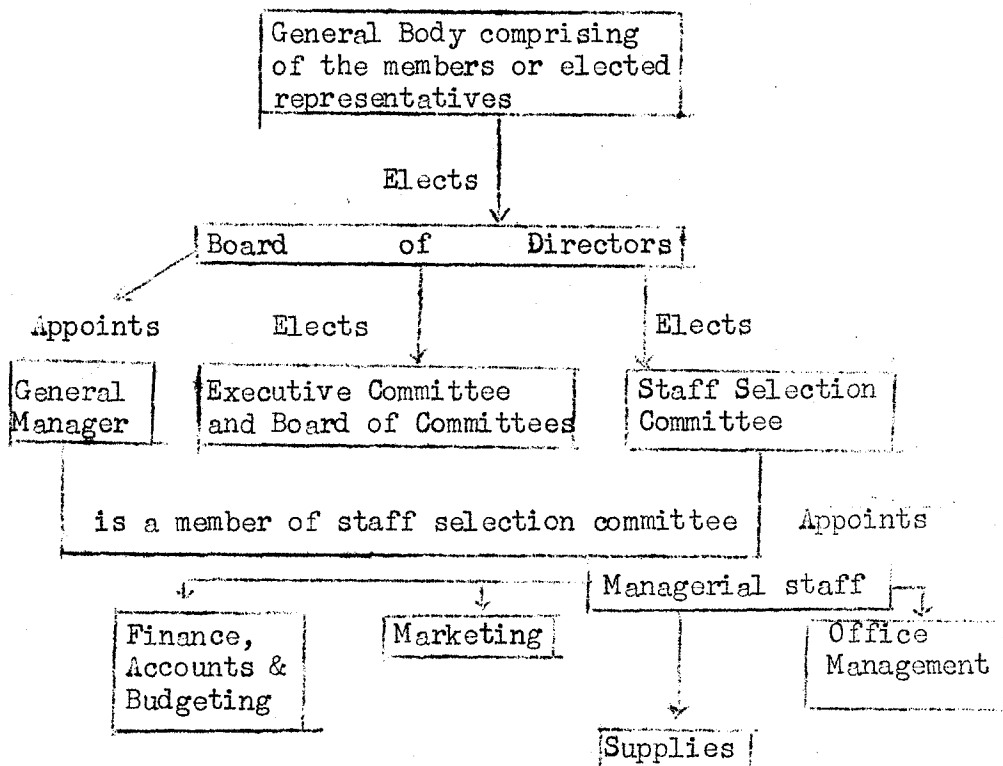 General Body comprising
of the members or elected
representatives
Elects
Board of Directors
Appoints
Elects
Elects
General
Manager
Executive Committee
and Board of Committees
Staff Selection
Committee
is a member of staff selection committee
Appoints
Managerial staff
Finance,
Accounts &
Budgeting
Marketing
Office
Management
Supplies